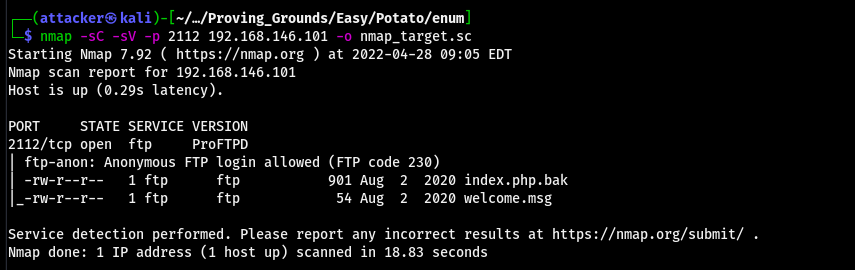 ┌──(attacker㉿kali)-[~/…/Proving_Grounds/Easy/Potato/enum]
└─$ nmap -sC -sV -p 2112 192.168.146.101 -o nmap_target.sc
Starting Nmap 7.92 ( https://nmap.org ) at 2022-04-28 09:05 EDT
Nmap scan report for 192.168.146.101
Host is up (0.29s latency).

PORT     STATE SERVICE VERSION
2112/tcp open  ftp     ProFTPD
| ftp-anon: Anonymous FTP login allowed (FTP code 230)
| -rw-r--r--   1 ftp      ftp           901 Aug  2  2020 index.php.bak
|_-rw-r--r--   1 ftp      ftp            54 Aug  2  2020 welcome.msg

Service detection performed. Please report any incorrect results at https://nmap.org/submit/ .
Nmap done: 1 IP address (1 host up) scanned in 18.83 seconds